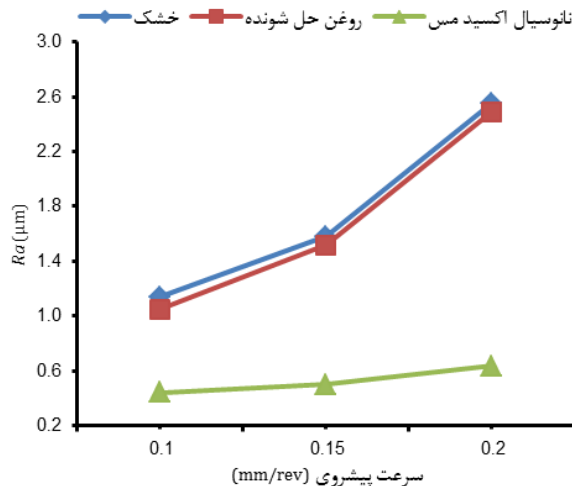 خشک روغن حل شونده نانوسیال اکسید مس
3.0
2.6
2.2
1.8
1.4
1.0
0.6
0.2
Ra (µm)
0.1 0.15 0.2
سرعت پیشروی (mm/rev)